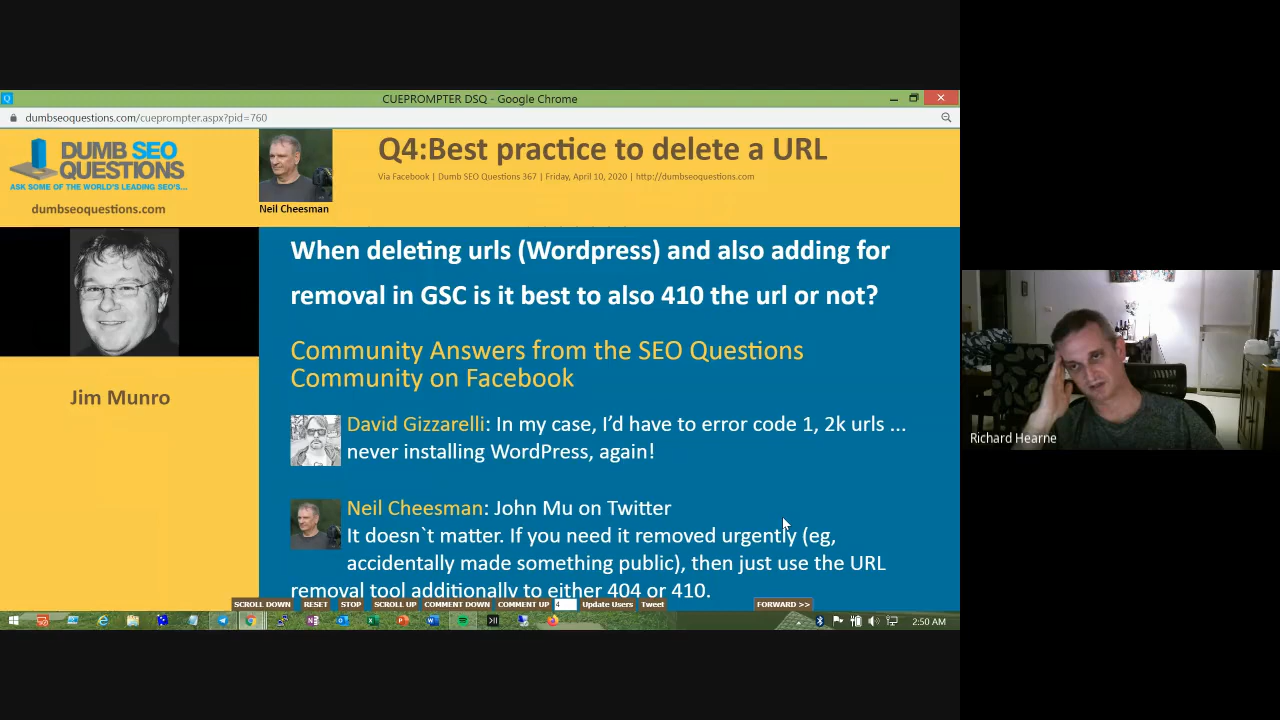 CUEPROMPTER DSQ - Google Chrome
dumbseoquestions.com/cueprompter.aspx?pid=760
DUMB SEO
QUESTIONS
ASK SOME OF THE WORLD'S LEADING SEO'S...
dumbseoquestions.com
Neil Cheesman
Q4:Best practice to delete a URL
Via Facebook | Dumb SEO Questions 367 | Friday, April 10, 2020 | http://dumbseoquestions.com
Jim Munro
When deleting urls (Wordpress) and also adding for
removal in GSC is it best to also 410 the url or not?
Community Answers from the SEO Questions
Community on Facebook
David Gizzarelli: In my case, I'd have to error code 1, 2k urls ...
never installing WordPress, again!
Neil Cheesman: John Mu on Twitter
It doesn`t matter. If you need it removed urgently (eg,
accidentally made something public), then just use the URL
removal tool additionally to either 404 or 410.
SCROLL DOWN RESET STOP SCROLL UP COMMENT DOWN COMMENT UP 4 Update Users Tweet FORWARD >>
2:50 AM
Richard Hearne